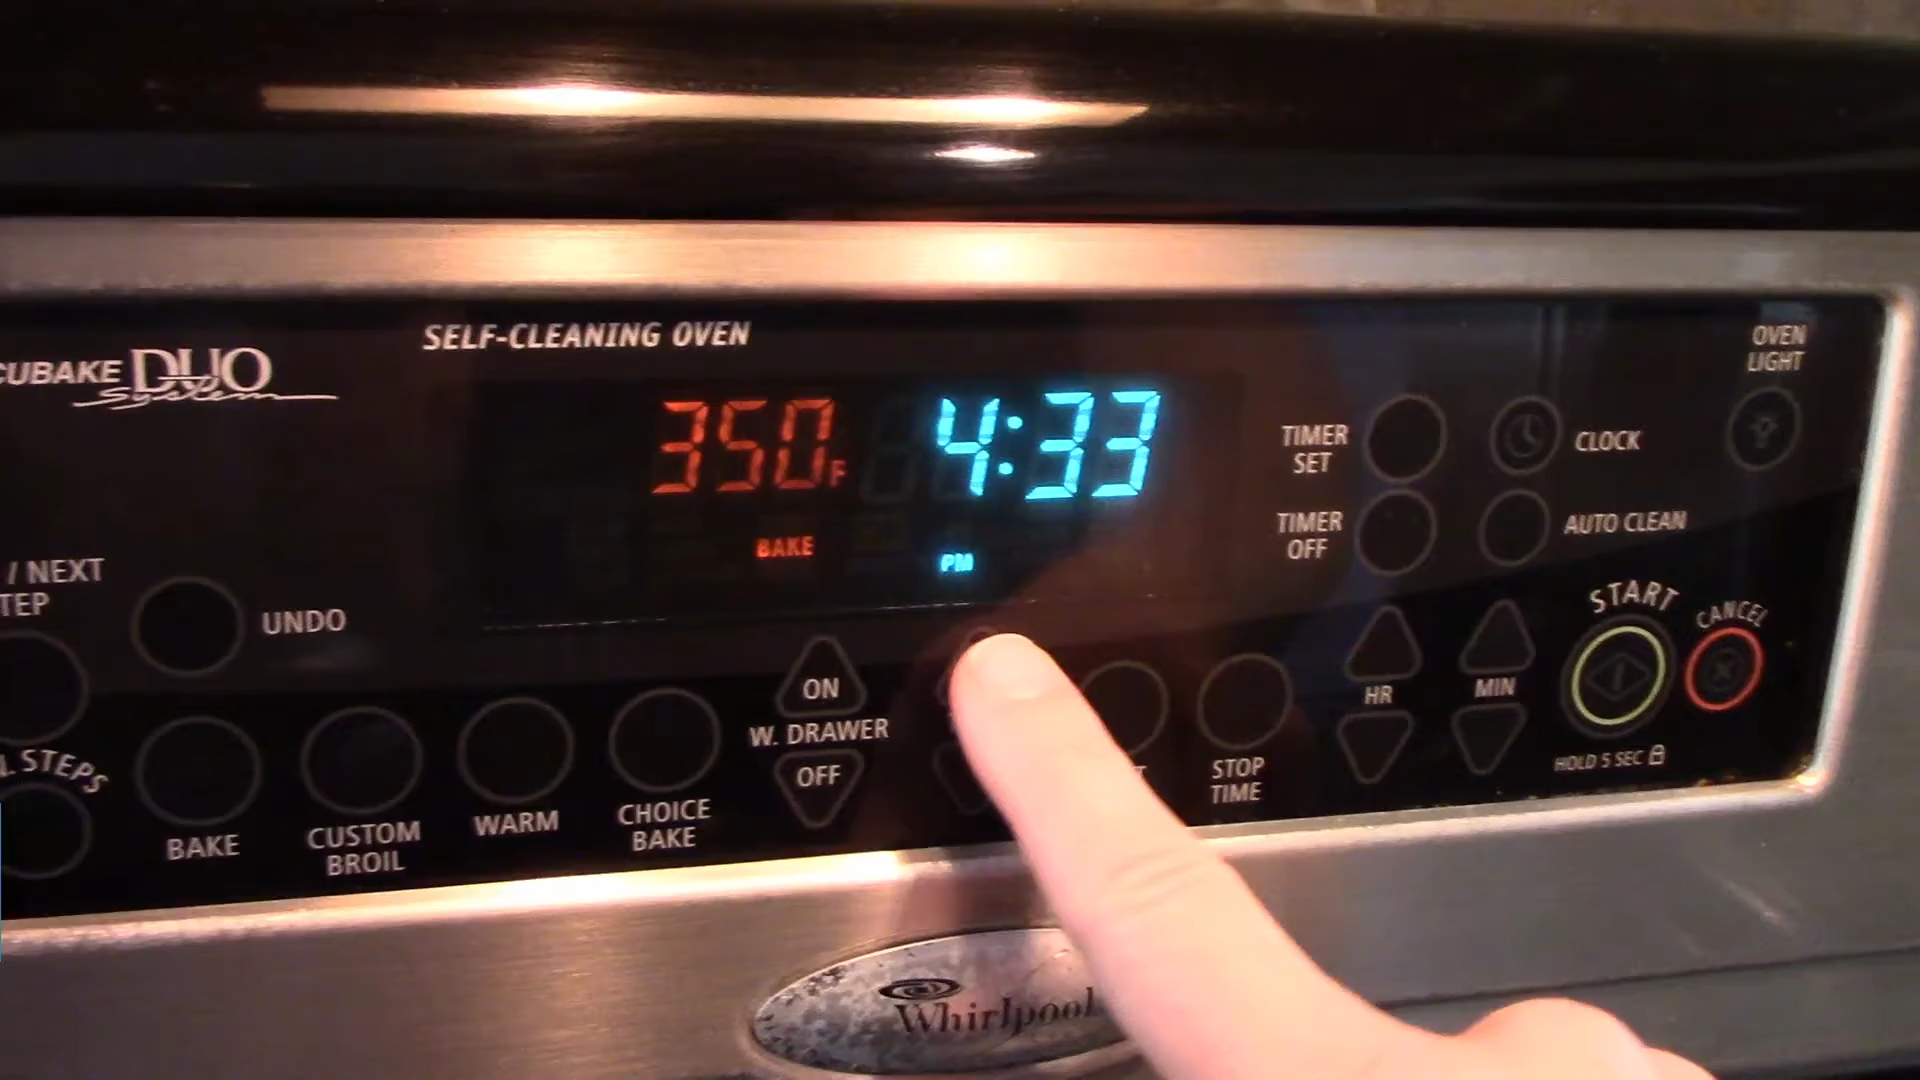 SELF-CLEANING OVEN
CUBAKE DUO
System
350F 4:33
BAKE
PM
OVEN
LIGHT
TIMER
SET
CLOCK
TIMER
OFF
AUTO CLEAN
/ NEXT
TEP
UNDO
START
CANCEL
ON
W. DRAWER
OFF
HR
MIN
HOLD 5 SEC
STEPS
BAKE
CUSTOM
BROIL
WARM
CHOICE
BAKE
STOP
TIME
Whirlpool